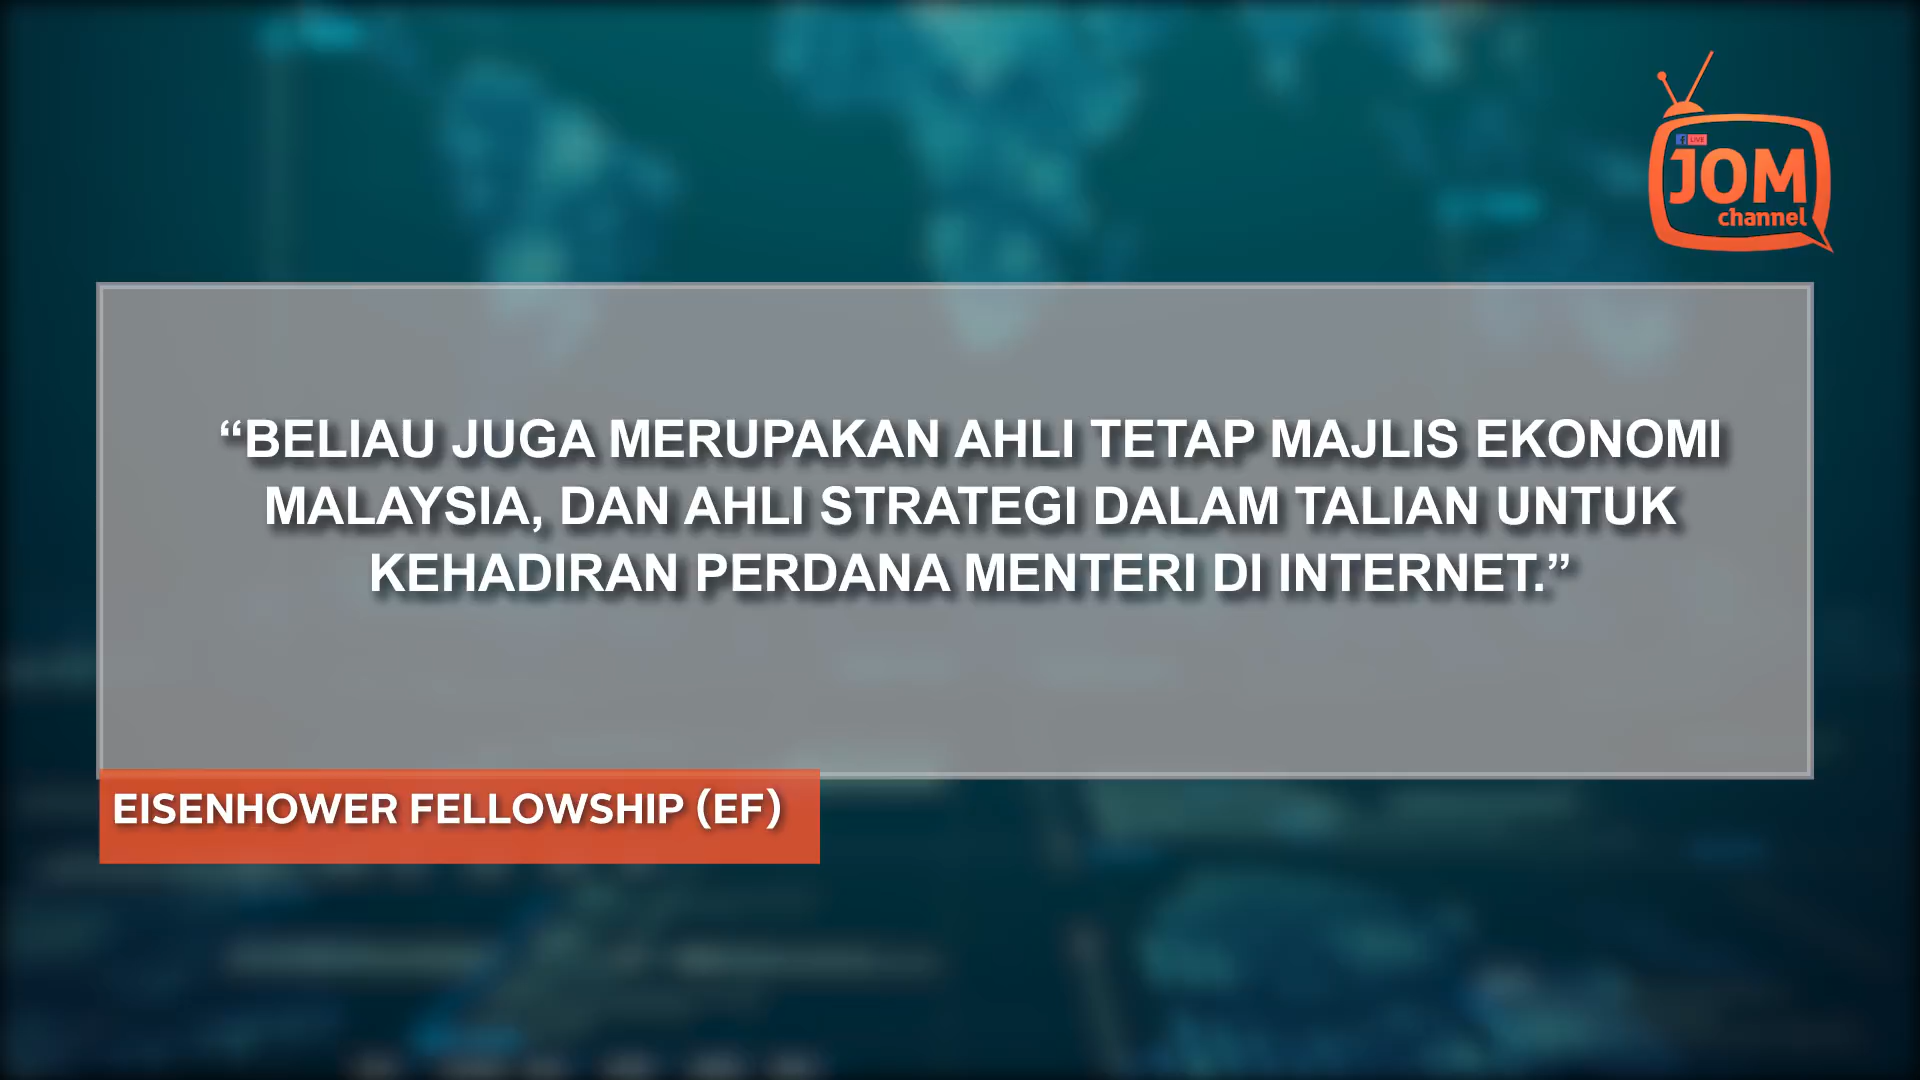 LIVE
JOM
channel
“BELIAU JUGA MERUPAKAN AHLI TETAP MAJLIS EKONOMI
MALAYSIA, DAN AHLI STRATEGI DALAM TALIAN UNTUK
KEHADIRAN PERDANA MENTERI DI INTERNET.”
EISENHOWER FELLOWSHIP (EF)